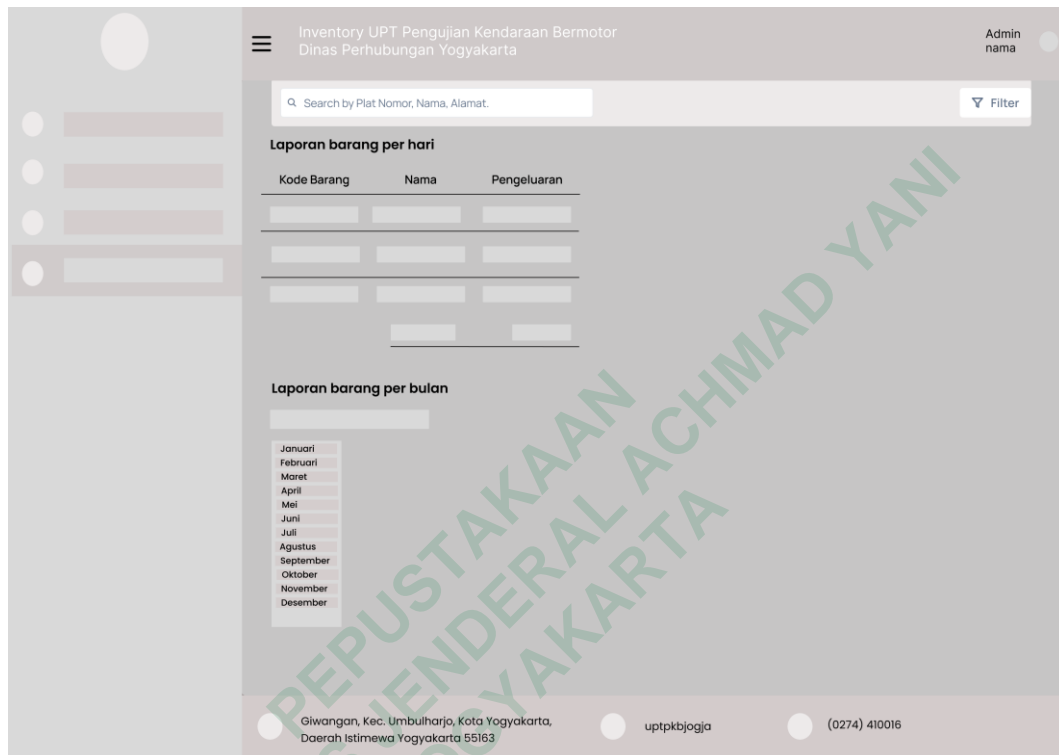 Inventory UPT Pengujian Kendaraan Bermotor
Dinas Perhubungan Yogyakarta
Admin
nama
Search by Plat Nomor, Nama, Alamat.
Filter
Laporan barang per hari
Kode Barang Nama Pengeluaran
Laporan barang per bulan
Januari
Februari
Maret
April
Mei
Juni
Juli
Agustus
September
Oktober
November
Desember
Giwangan, Kec. Umbulharjo, Kota Yogyakarta,
Daerah Istimewa Yogyakarta 55163
uptpkbjogja
(0274) 410016
PEPUSTAKAAN
JENDERAL ACHMAD YANI
YOGYAKARTA